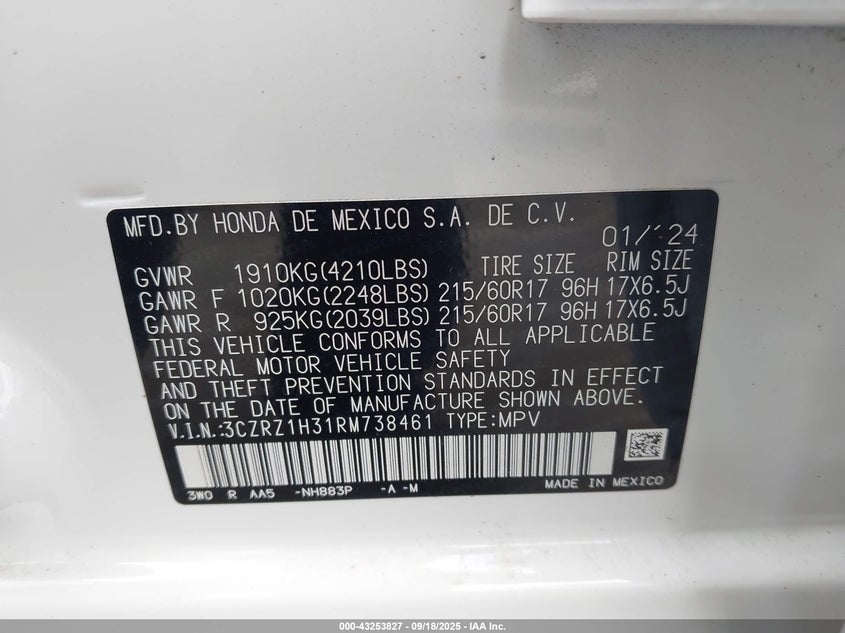 MFD.BY HONDA DE MEXICO S.A. DE C.V.
01/24
GVWR 1910KG(4210LBS) TIRE SIZE RIM SIZE
GAWR F 1020KG(2248LBS) 215/60R17 96H 17X6.5J
GAWR R 925KG(2039LBS) 215/60R17 96H 17X6.5J
THIS VEHICLE CONFORMS TO ALL APPLICABLE
FEDERAL MOTOR VEHICLE SAFETY
AND THEFT PREVENTION STANDARDS IN EFFECT
ON THE DATE OF MANUFACTURE SHOWN ABOVE.
V.I.N.:3CZRZ1H31RM738461 TYPE:MPV
3W0 R AA5 -NH883P -A -M MADE IN MEXICO
000-43253827 - 09/18/2025 - IAA Inc.